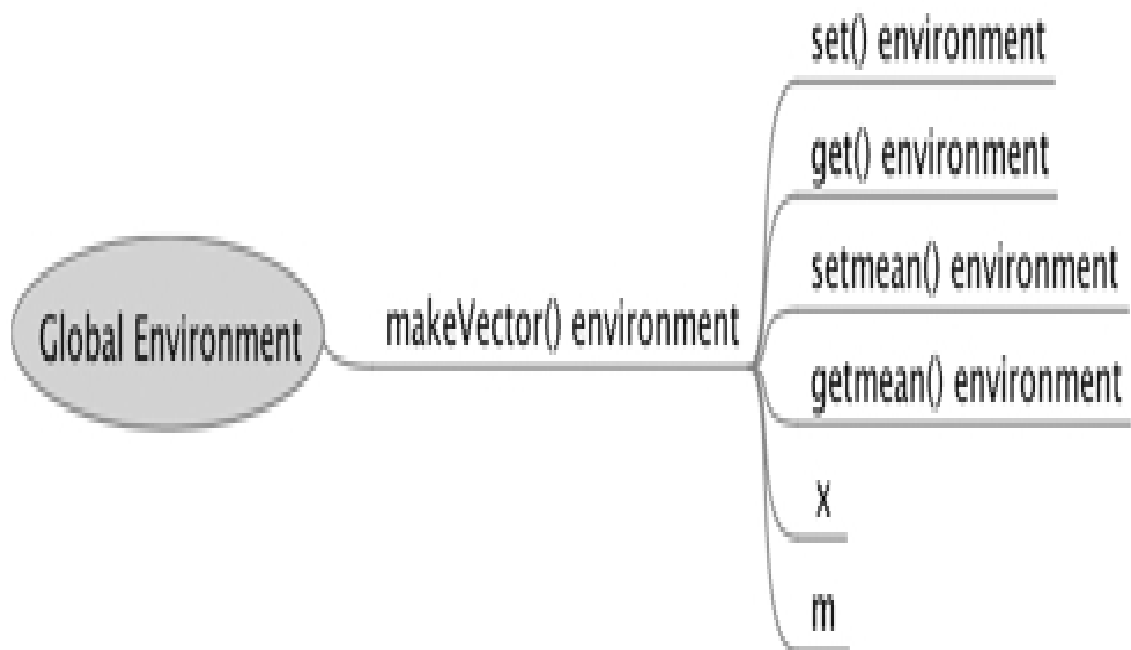 set() environment
get() environment
setmean() environment
Global Environment
makeVector() environment
getmean() environment
x
m